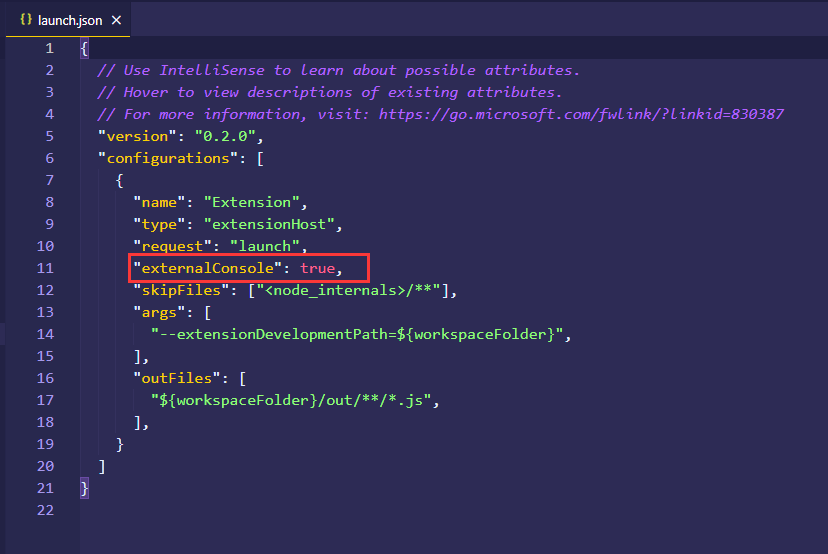 {} launch.json ×
1 {
2 // Use IntelliSense to learn about possible attributes.
3 // Hover to view descriptions of existing attributes.
4 // For more information, visit: https://go.microsoft.com/fwlink/?linkid=830387
5 "version": "0.2.0",
6 "configurations": [
7 {
8 "name": "Extension",
9 "type": "extensionHost",
10 "request": "launch",
11 "externalConsole": true,
12 "skipFiles": ["<node_internals>/**"],
13 "args": [
14 "--extensionDevelopmentPath=${workspaceFolder}",
15 ],
16 "outFiles": [
17 "${workspaceFolder}/out/**/*.js",
18 ],
19 }
20 ]
21 }
22